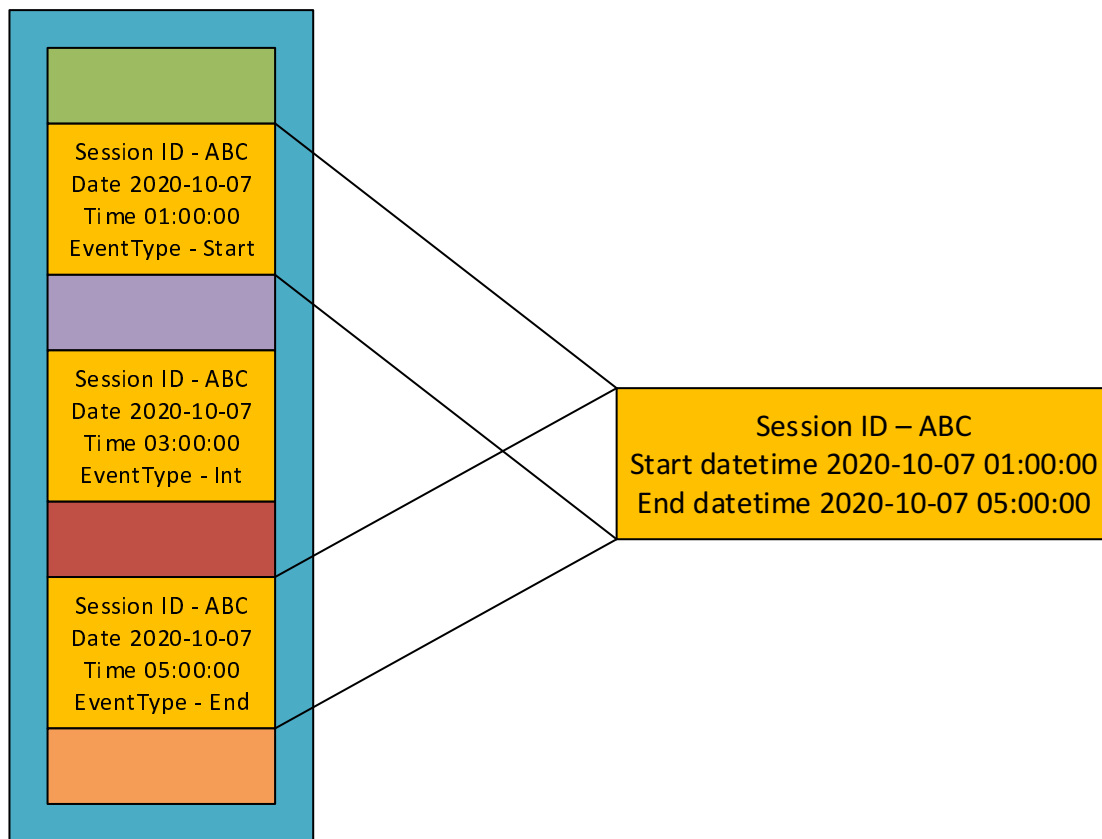 Session ID - ABC
Date 2020-10-07
Time 01:00:00
EventType - Start
Session ID - ABC
Date 2020-10-07
Time 03:00:00
EventType - Int
Session ID - ABC
Date 2020-10-07
Time 05:00:00
EventType - End
Session ID – ABC
Start datetime 2020-10-07 01:00:00
End datetime 2020-10-07 05:00:00